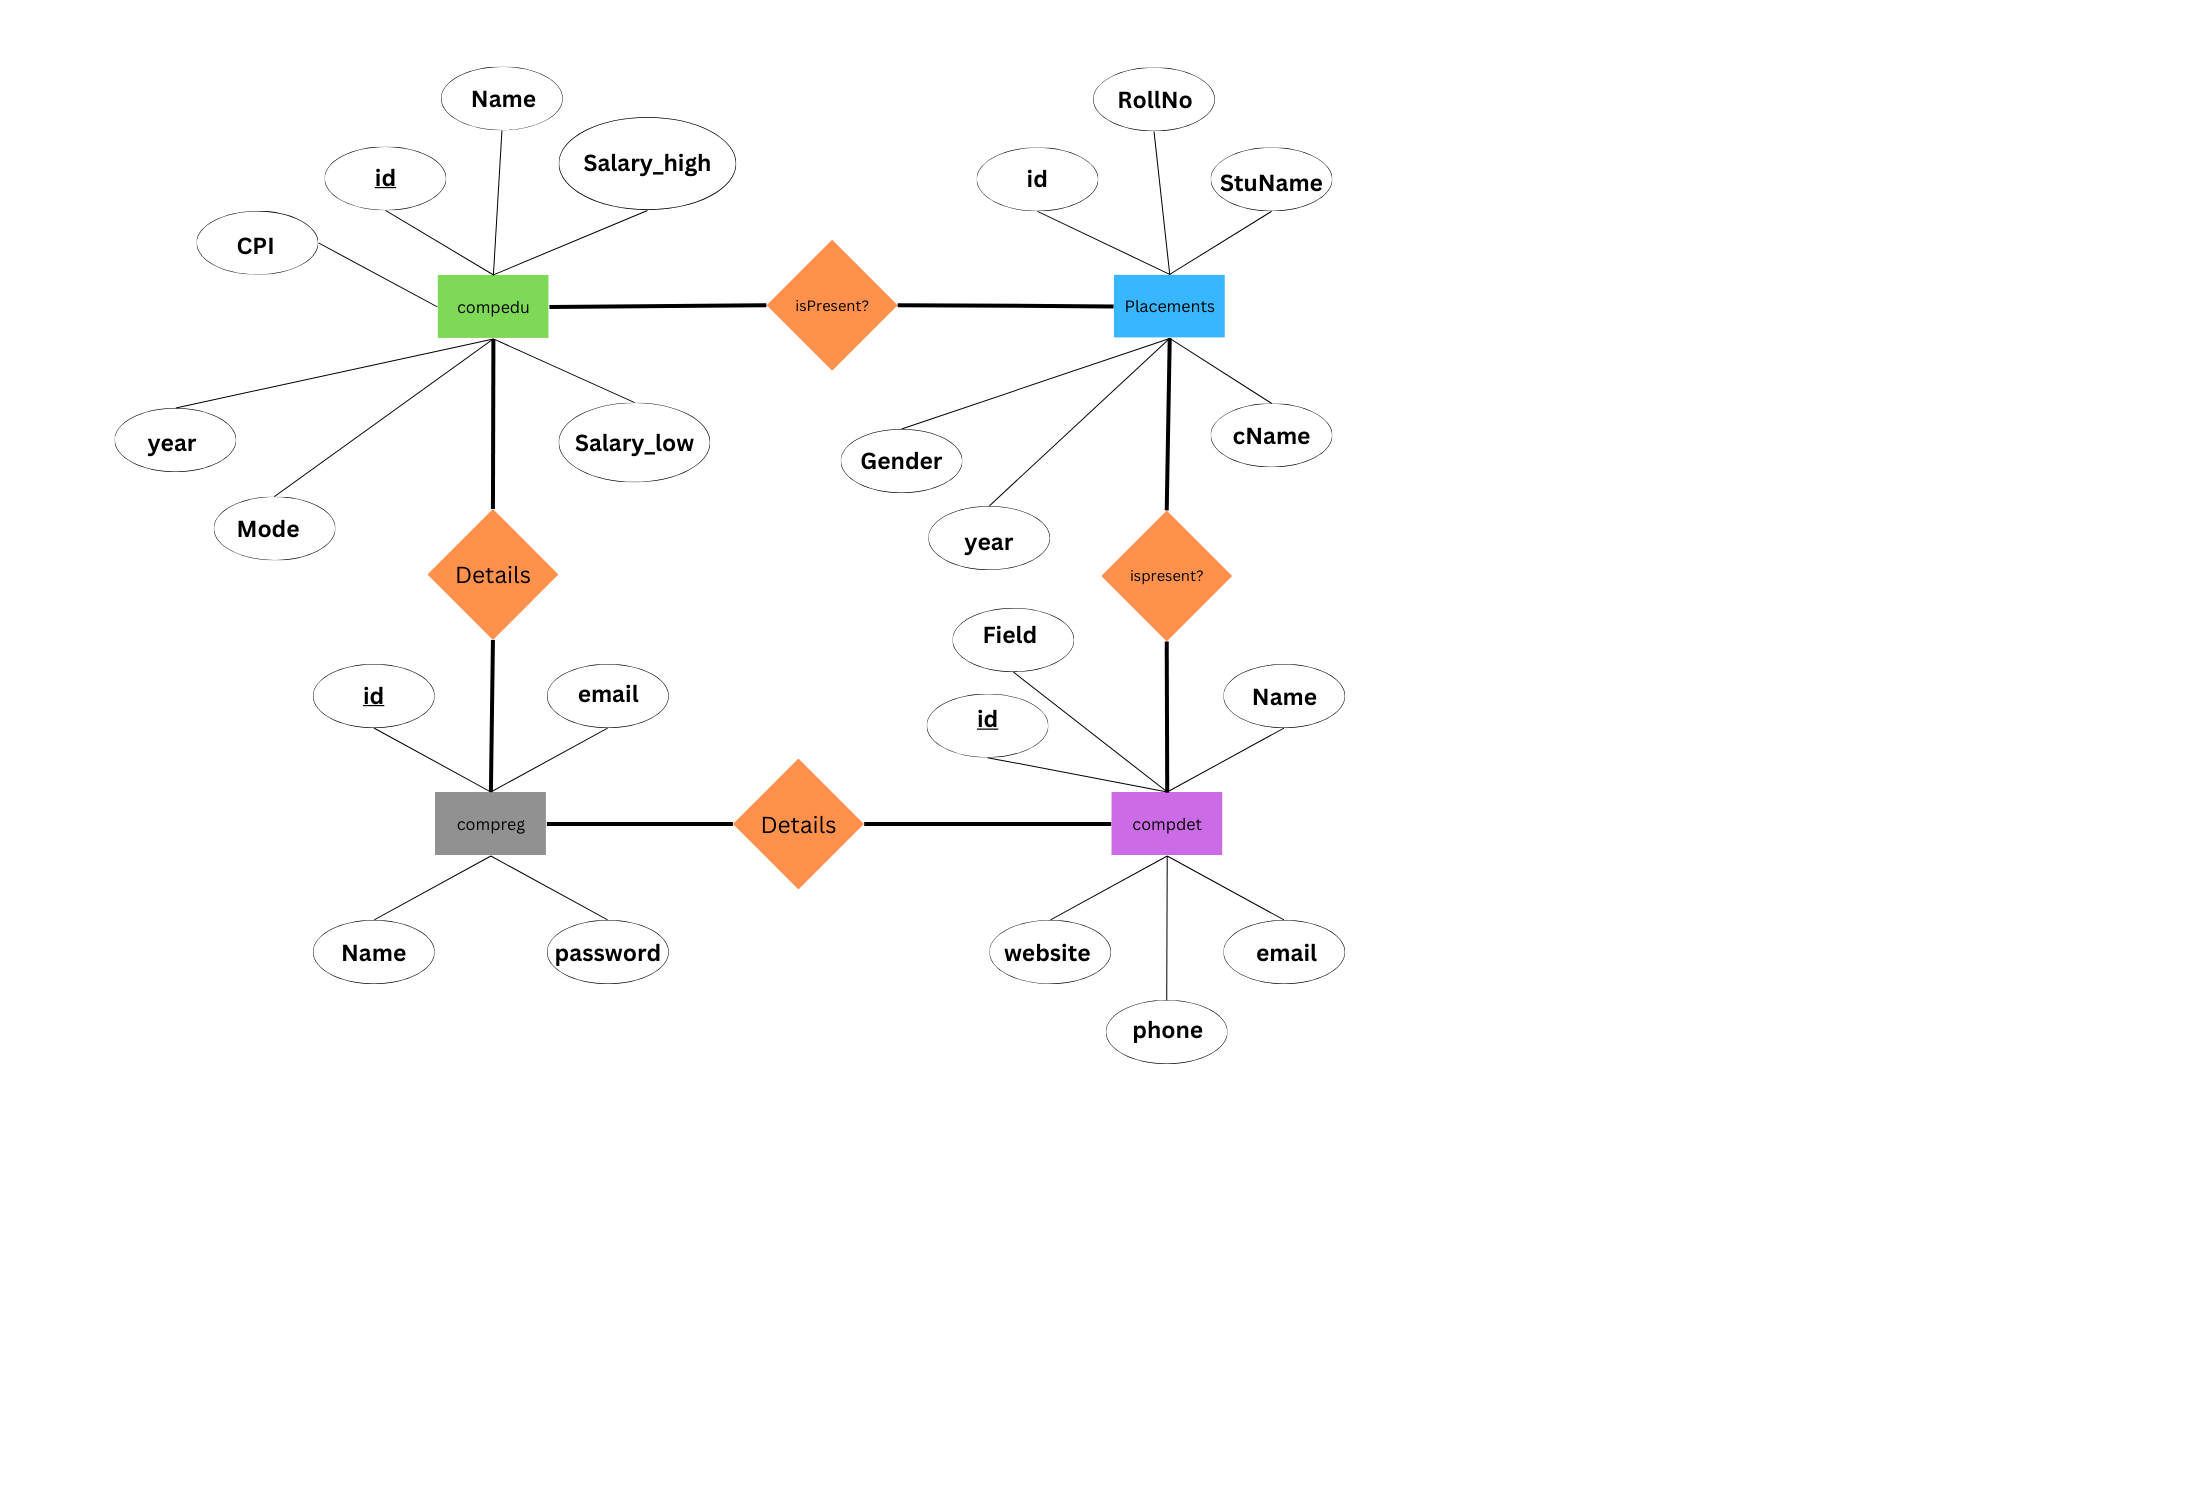 Name
RollNo
Salary_high
id
id
StuName
CPI
compedu
isPresent?
Placements
year
Salary_low
Gender
cName
Mode
year
Details
ispresent?
Field
id
email
id
Name
compreg
Details
compdet
Name
password
website
email
phone